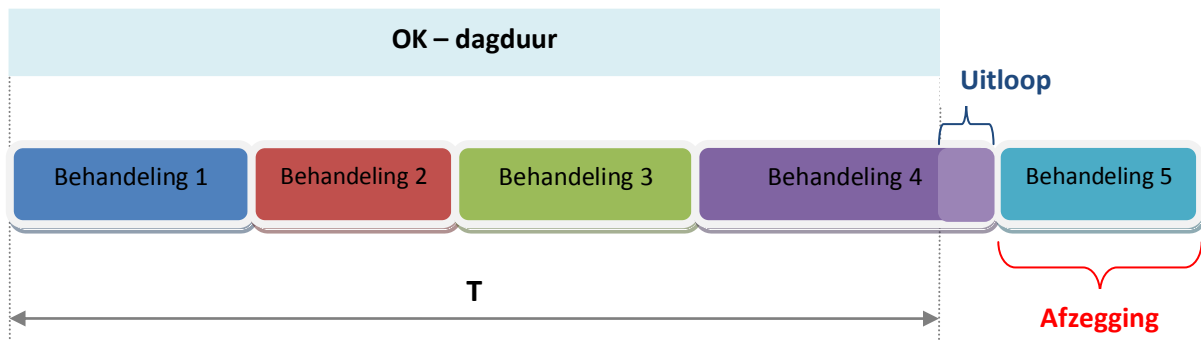 OK – dagduur
Uitloop
Behandeling 1
Behandeling 2
Behandeling 3
Behandeling 4
Behandeling 5
T
Afzegging